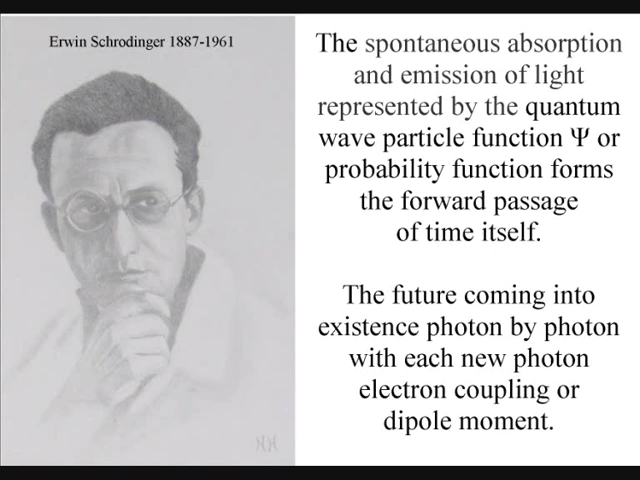 Erwin Schrodinger 1887-1961
The spontaneous absorption
and emission of light
represented by the quantum
wave particle function Ψ or
probability function forms
the forward passage
of time itself.
The future coming into
existence photon by photon
with each new photon
electron coupling or
dipole moment.